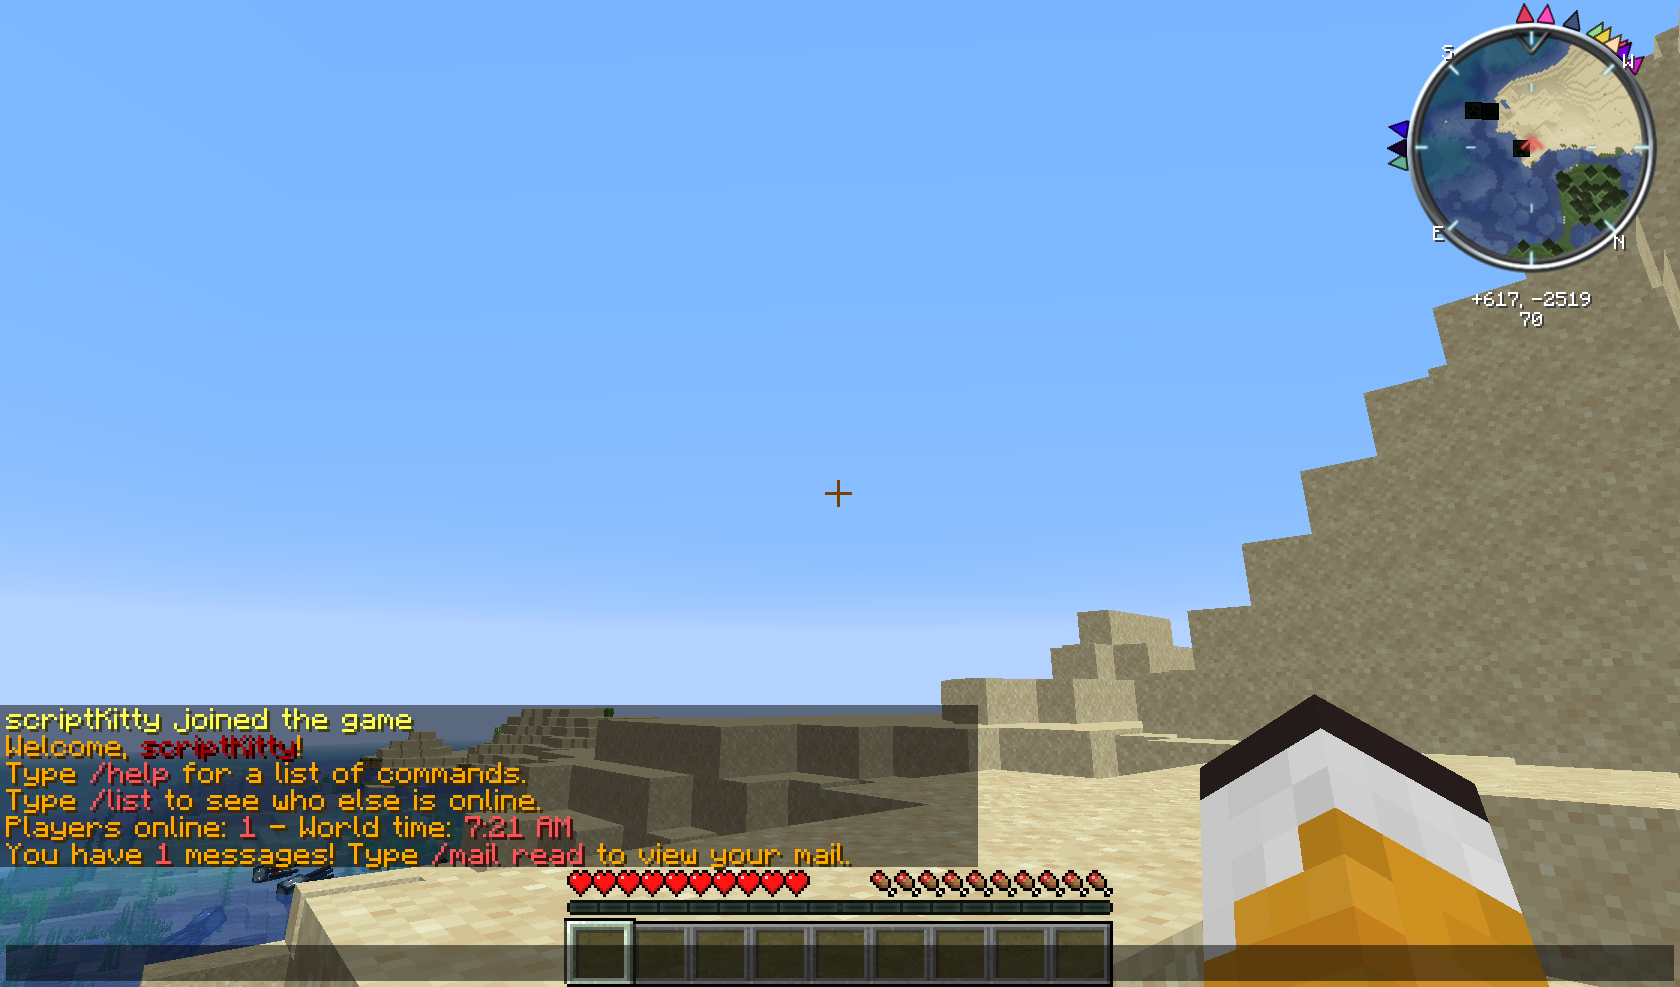 S
W
E
N
+617, -2519
70
scriptKitty joined the game
Welcome, scriptKitty!
Type /help for a list of commands.
Type /list to see who else is online.
Players online: 1 - World time: 7:21 AM
You have 1 messages! Type /mail read to view your mail.